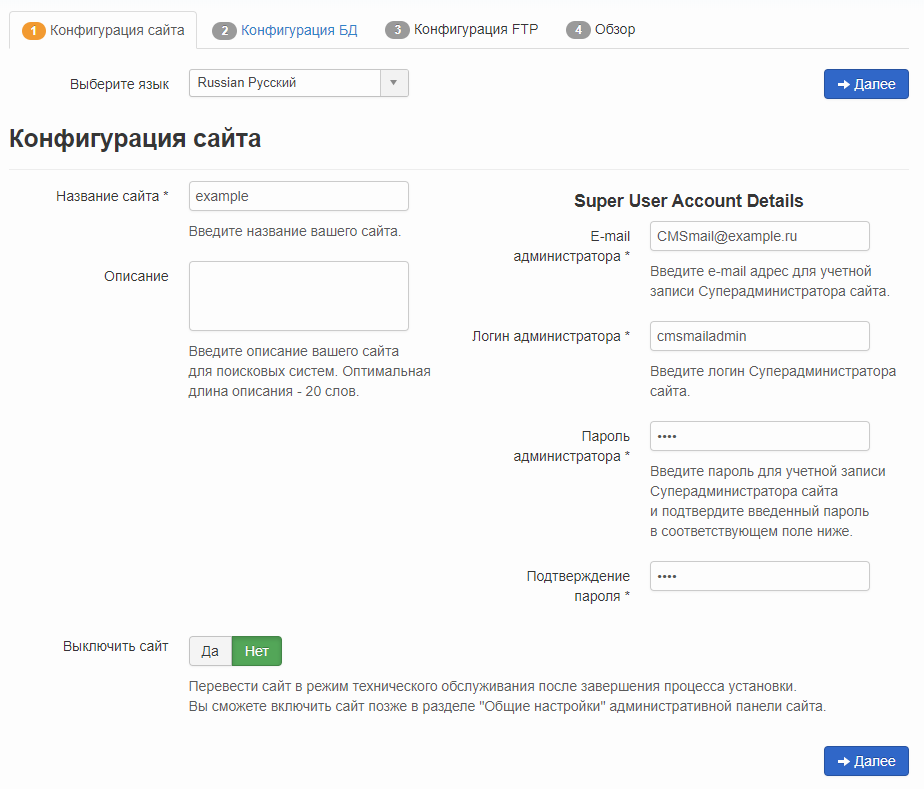 1 Конфигурация сайта
2 Конфигурация БД
3 Конфигурация FTP
4 Обзор
Выберите язык
Russian Русский
Далее
Конфигурация сайта
Название сайта *
example
Введите название вашего сайта.
Описание
Введите описание вашего сайта
для поисковых систем. Оптимальная
длина описания - 20 слов.
Super User Account Details
E-mail
администратора *
CMSmail@example.ru
Введите e-mail адрес для учетной
записи Суперадминистратора сайта.
Логин администратора *
cmsmailadmin
Введите логин Суперадминистратора
сайта.
Пароль
администратора *
••••
Введите пароль для учетной записи
Суперадминистратора сайта
и подтвердите введенный пароль
в соответствующем поле ниже.
Подтверждение
пароля *
••••
Выключить сайт
Да
Нет
Перевести сайт в режим технического обслуживания после завершения процесса установки.
Вы сможете включить сайт позже в разделе "Общие настройки" административной панели сайта.
Далее